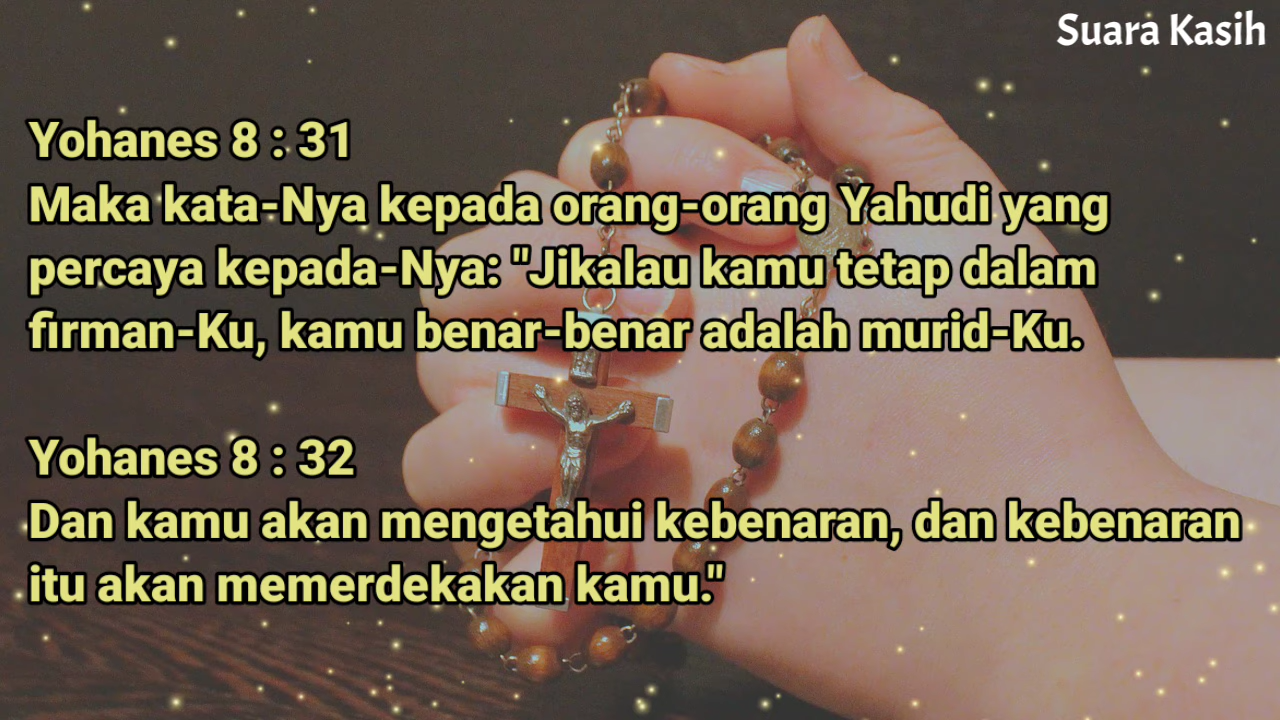 Suara Kasih
Yohanes 8 : 31
Maka kata-Nya kepada orang-orang Yahudi yang
percaya kepada-Nya: "Jikalau kamu tetap dalam
firman-Ku, kamu benar-benar adalah murid-Ku.
Yohanes 8 : 32
Dan kamu akan mengetahui kebenaran, dan kebenaran
itu akan memerdekakan kamu."